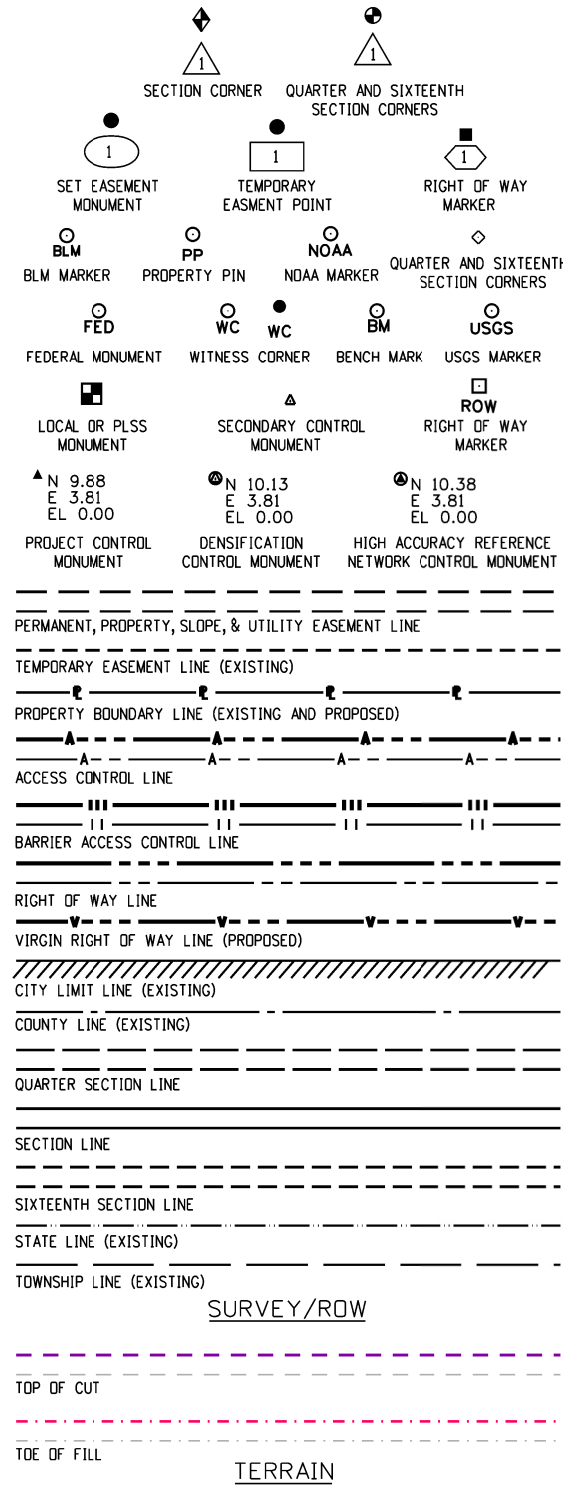 1 1
SECTION CORNER QUARTER AND SIXTEENTH
SECTION CORNERS
1 1 1
SET EASEMENT TEMPORARY RIGHT OF WAY
MONUMENT EASMENT POINT MARKER
BLM PP NOAA
BLM MARKER PROPERTY PIN NOAA MARKER QUARTER AND SIXTEENTH
SECTION CORNERS
FED WC WC BM USGS
FEDERAL MONUMENT WITNESS CORNER BENCH MARK USGS MARKER
ROW
LOCAL OR PLSS SECONDARY CONTROL RIGHT OF WAY
MONUMENT MONUMENT MARKER
N 9.88 N 10.13 N 10.38
E 3.81 E 3.81 E 3.81
EL 0.00 EL 0.00 EL 0.00
PROJECT CONTROL DENSIFICATION HIGH ACCURACY REFERENCE
MONUMENT CONTROL MONUMENT NETWORK CONTROL MONUMENT
PERMANENT, PROPERTY, SLOPE, & UTILITY EASEMENT LINE
TEMPORARY EASEMENT LINE (EXISTING)
℄ ℄ ℄ ℄
PROPERTY BOUNDARY LINE (EXISTING AND PROPOSED)
A A A A
A A A A
ACCESS CONTROL LINE
BARRIER ACCESS CONTROL LINE
RIGHT OF WAY LINE
V V V V
VIRGIN RIGHT OF WAY LINE (PROPOSED)
CITY LIMIT LINE (EXISTING)
COUNTY LINE (EXISTING)
QUARTER SECTION LINE
SECTION LINE
SIXTEENTH SECTION LINE
STATE LINE (EXISTING)
TOWNSHIP LINE (EXISTING)
SURVEY/ROW
TOP OF CUT
TOE OF FILL
TERRAIN